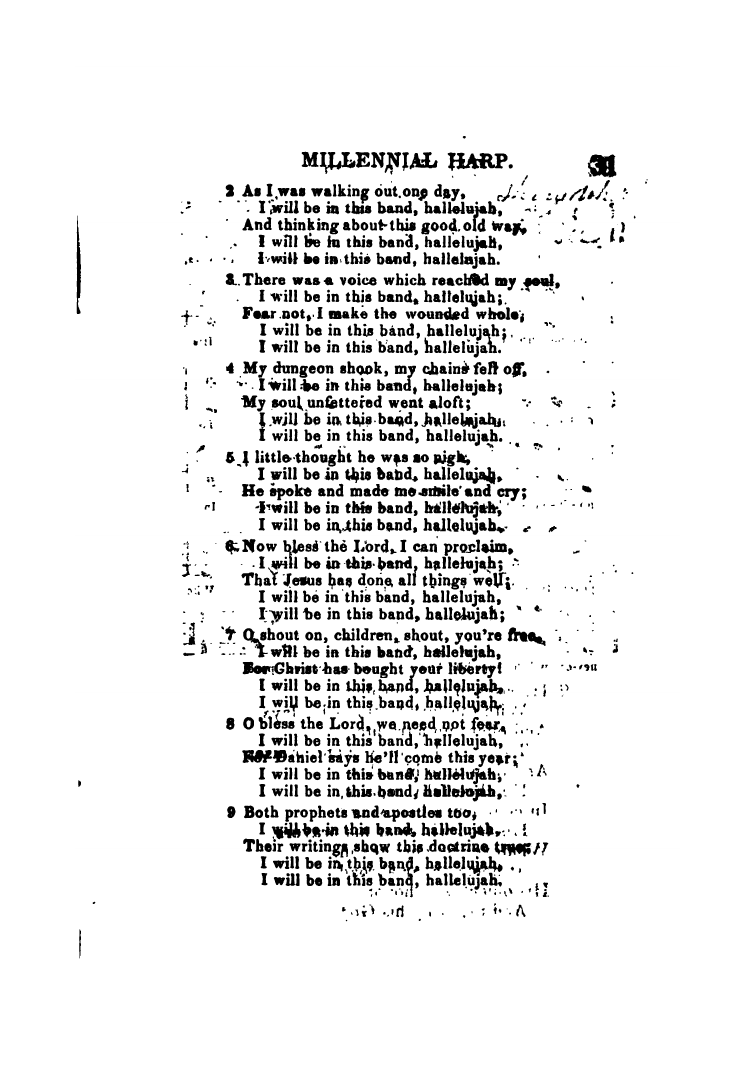 MILLENNIAL HARP. 31
2 As I was walking out one day,
I will be in this band, hallelujah,
And thinking about this good old way,
I will be in this band, hallelujah,
I will be in this band, hallelujah.
3 There was a voice which reached my soul,
I will be in this band, hallelujah;
Fear not, I make the wounded whole;
I will be in this band, hallelujah;
I will be in this band, hallelujah.
4 My dungeon shook, my chains fell off,
I will be in this band, hallelujah;
My soul unfettered went aloft;
I will be in this band, hallelujah;
I will be in this band, hallelujah.
5 I little thought he was so nigh,
I will be in this band, hallelujah,
He spoke and made me smile and cry;
I will be in this band, hallelujah,
I will be in this band, hallelujah.
6 Now bless the Lord, I can proclaim,
I will be in this band, hallelujah;
That Jesus has done all things well;
I will be in this band, hallelujah,
I will be in this band, hallelujah;
7 O shout on, children, shout, you're free,
I will be in this band, hallelujah,
For Christ has bought your liberty!
I will be in this band, hallelujah,
I will be in this band, hallelujah,
8 O bless the Lord, we need not fear,
I will be in this band, hallelujah,
For Daniel says he'll come this year;
I will be in this band, hallelujah,
I will be in this band, hallelujah,
9 Both prophets and apostles too,
I will be in this band, hallelujah,
Their writings show this doctrine true;
I will be in this band, hallelujah,
I will be in this band, hallelujah.